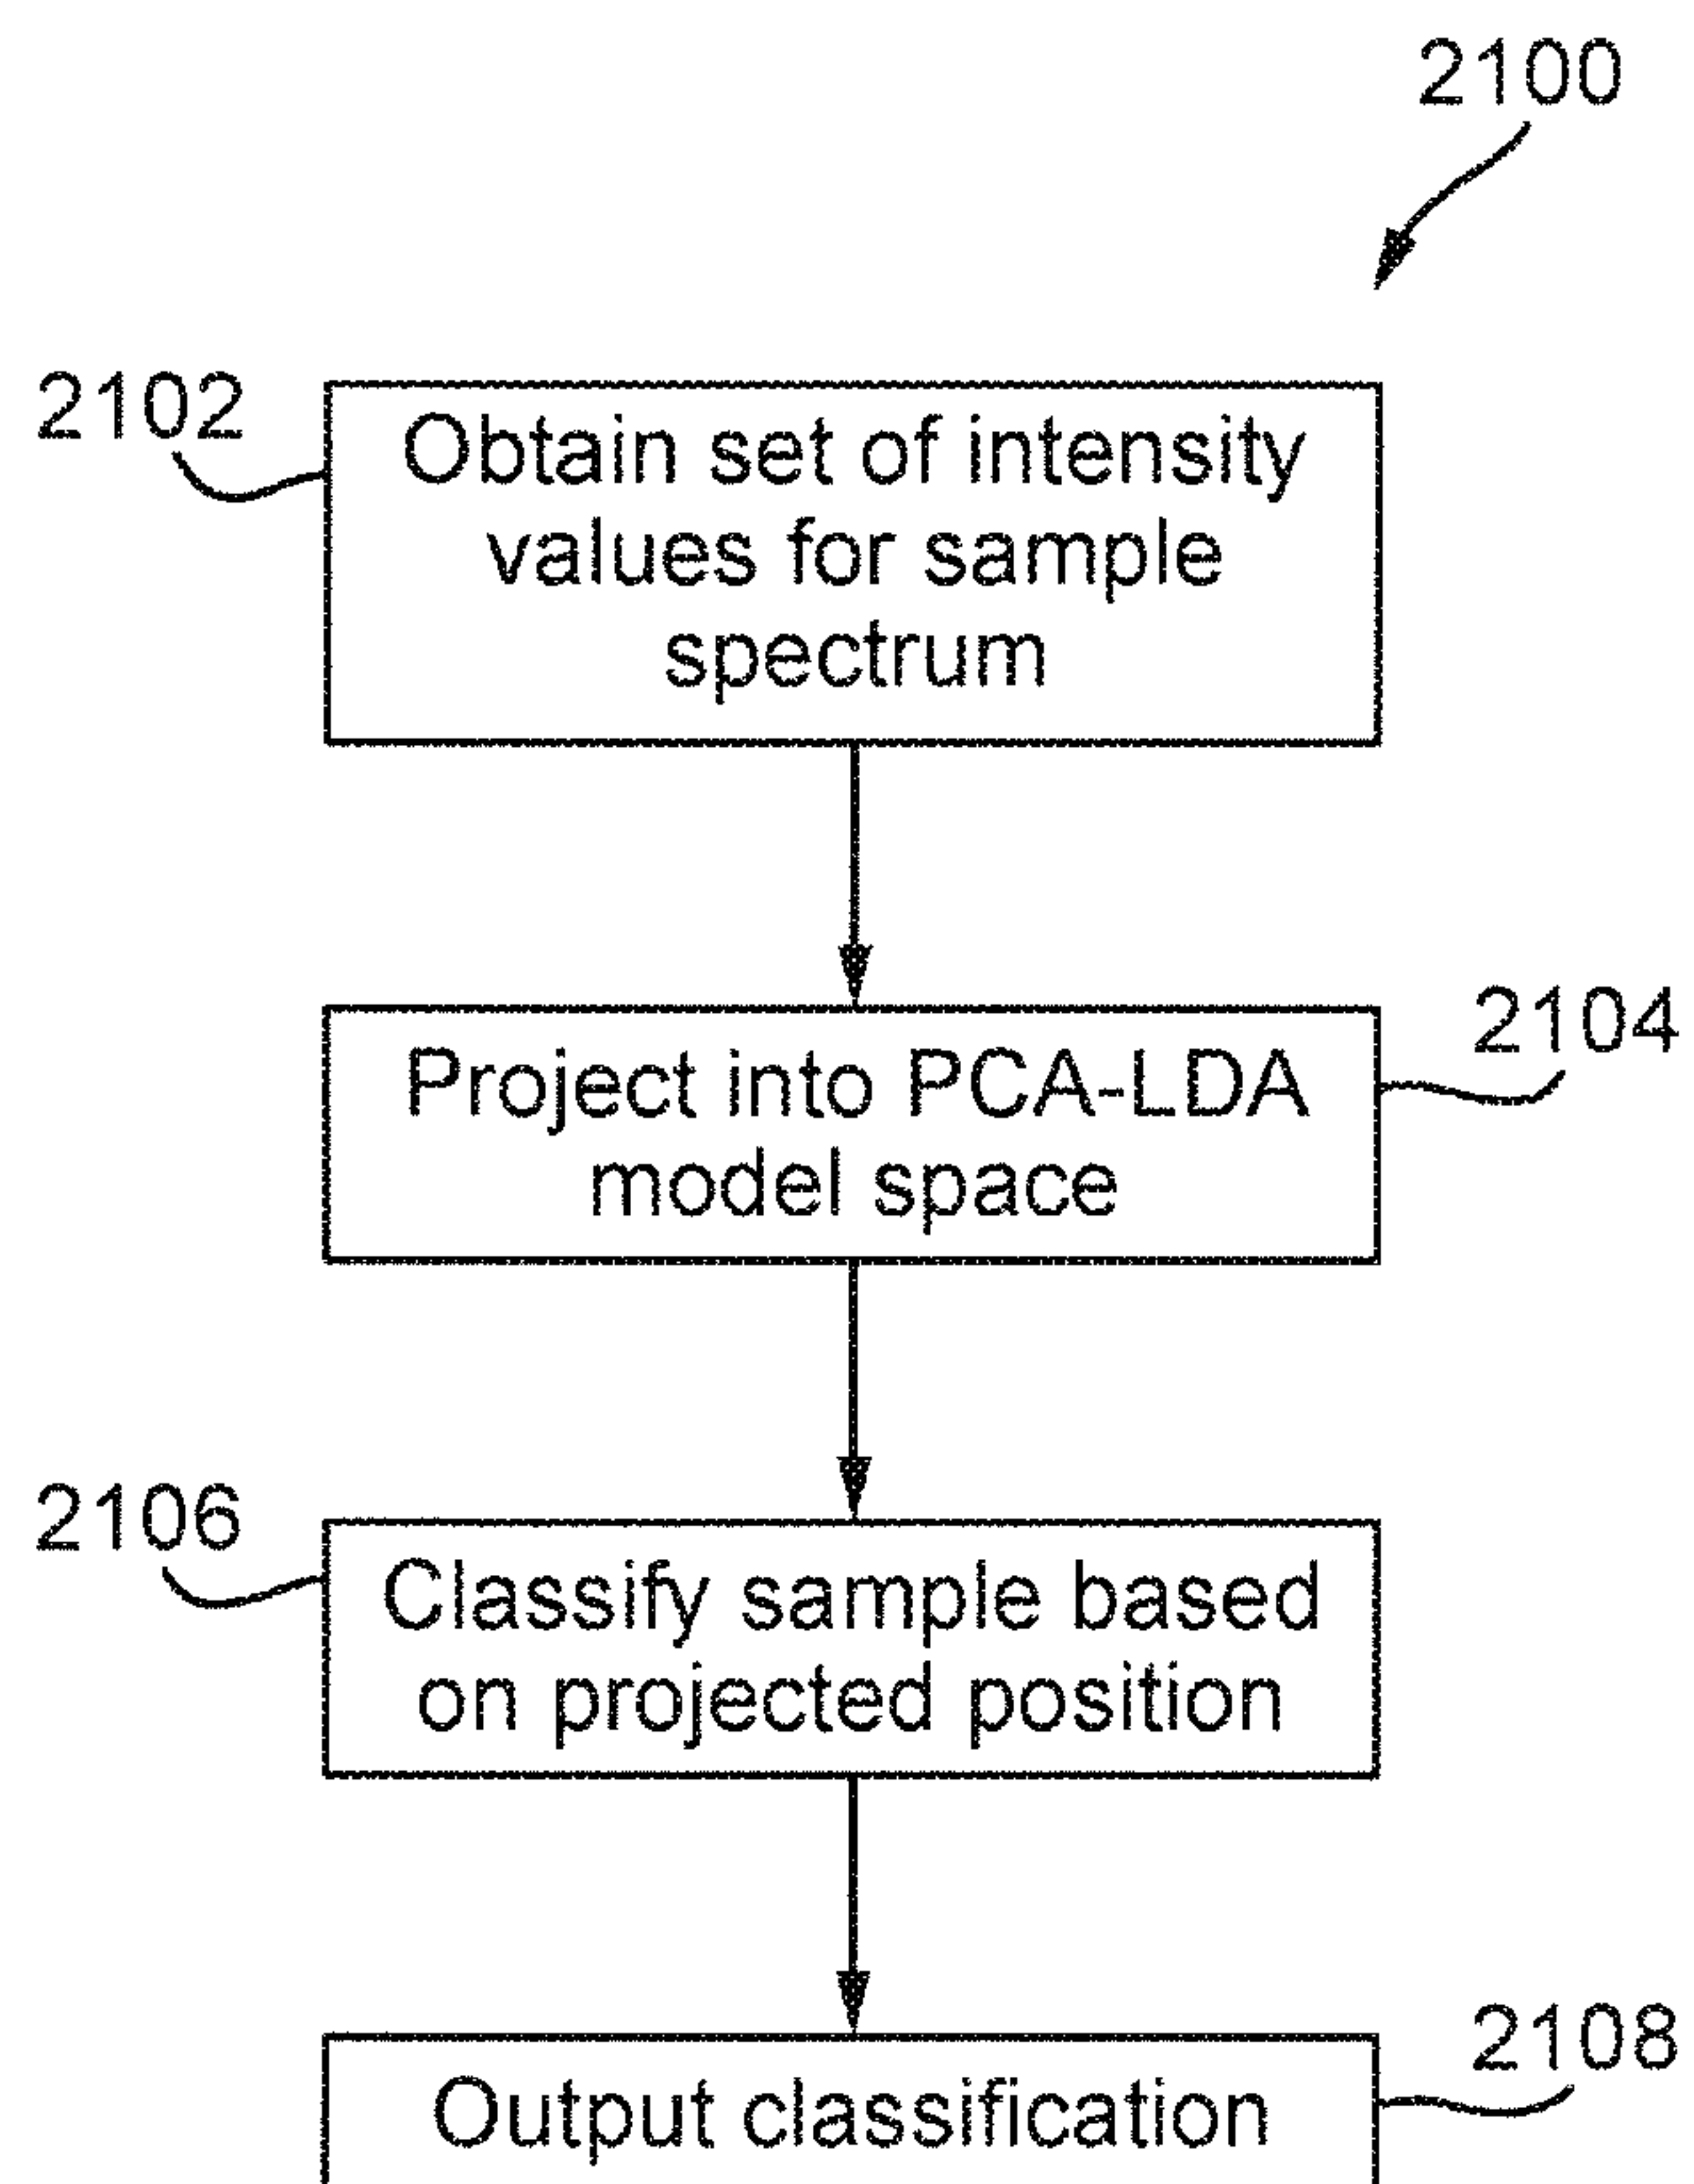 2100
2102
Obtain set of intensity
values for sample
spectrum
2104
Project into PCA-LDA
model space
2106
Classify sample based
on projected position
2108
Output classification